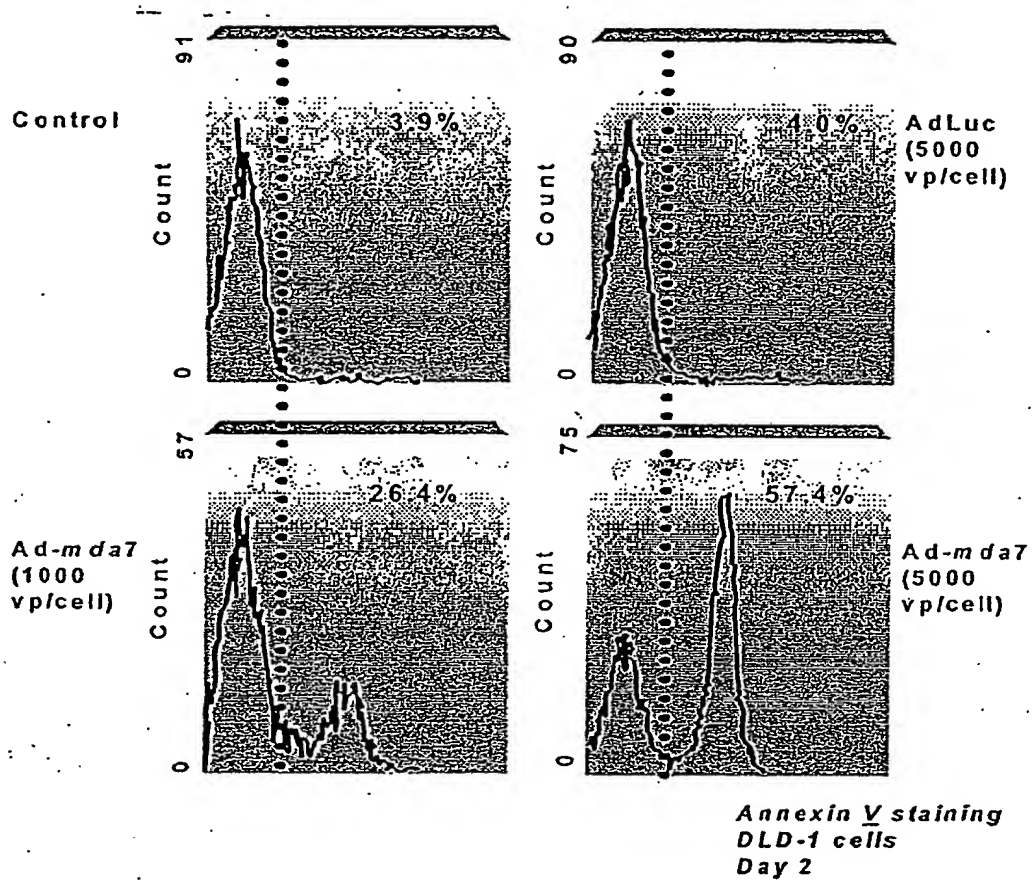 91
Control
3.9%
Count
0
90
4.0%
AdLuc
(5000
vp/cell)
Count
0
57
26.4%
Ad-mda7
(1000
vp/cell)
Count
0
75
57.4%
Ad-mda7
(5000
vp/cell)
Count
0
Annexin V staining
DLD-1 cells
Day 2